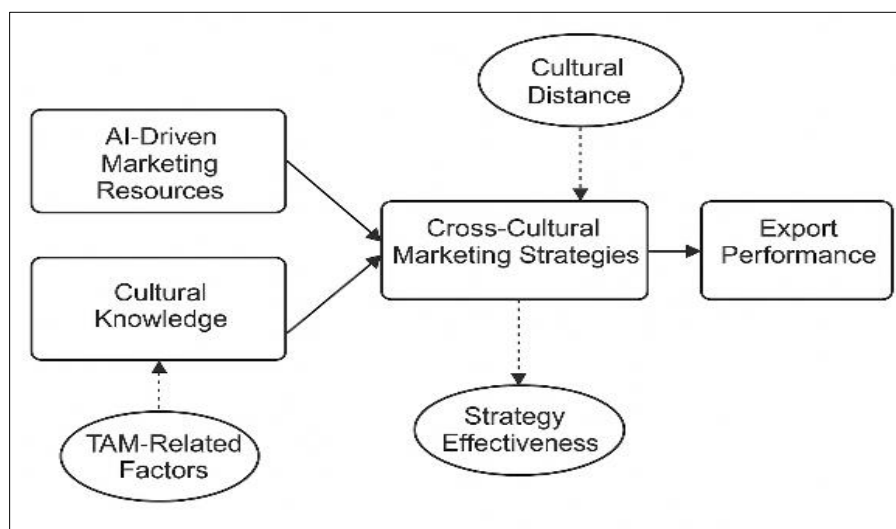 Cultural
Distance
AI-Driven
Marketing
Resources
Cross-Cultural
Marketing Strategies
Export
Performance
Cultural
Knowledge
Strategy
Effectiveness
TAM-Related
Factors